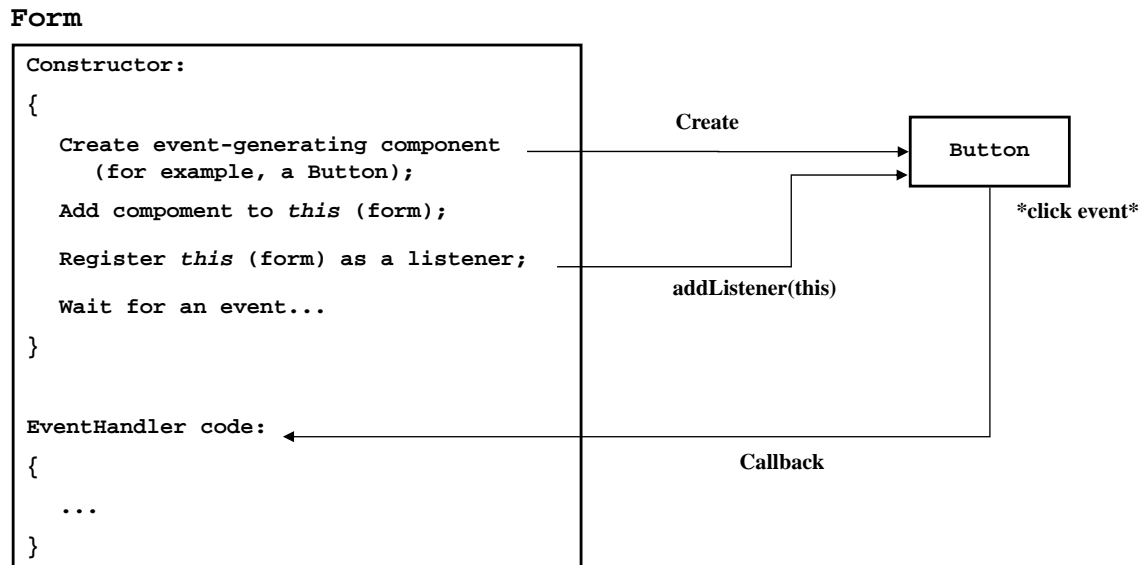 Form
Constructor:
{
Create event-generating component
(for example, a Button);
Add compoment to this (form);
Register this (form) as a listener;
Wait for an event...
}
EventHandler code:
{
...
}
Create
Button
*click event*
addListener(this)
Callback